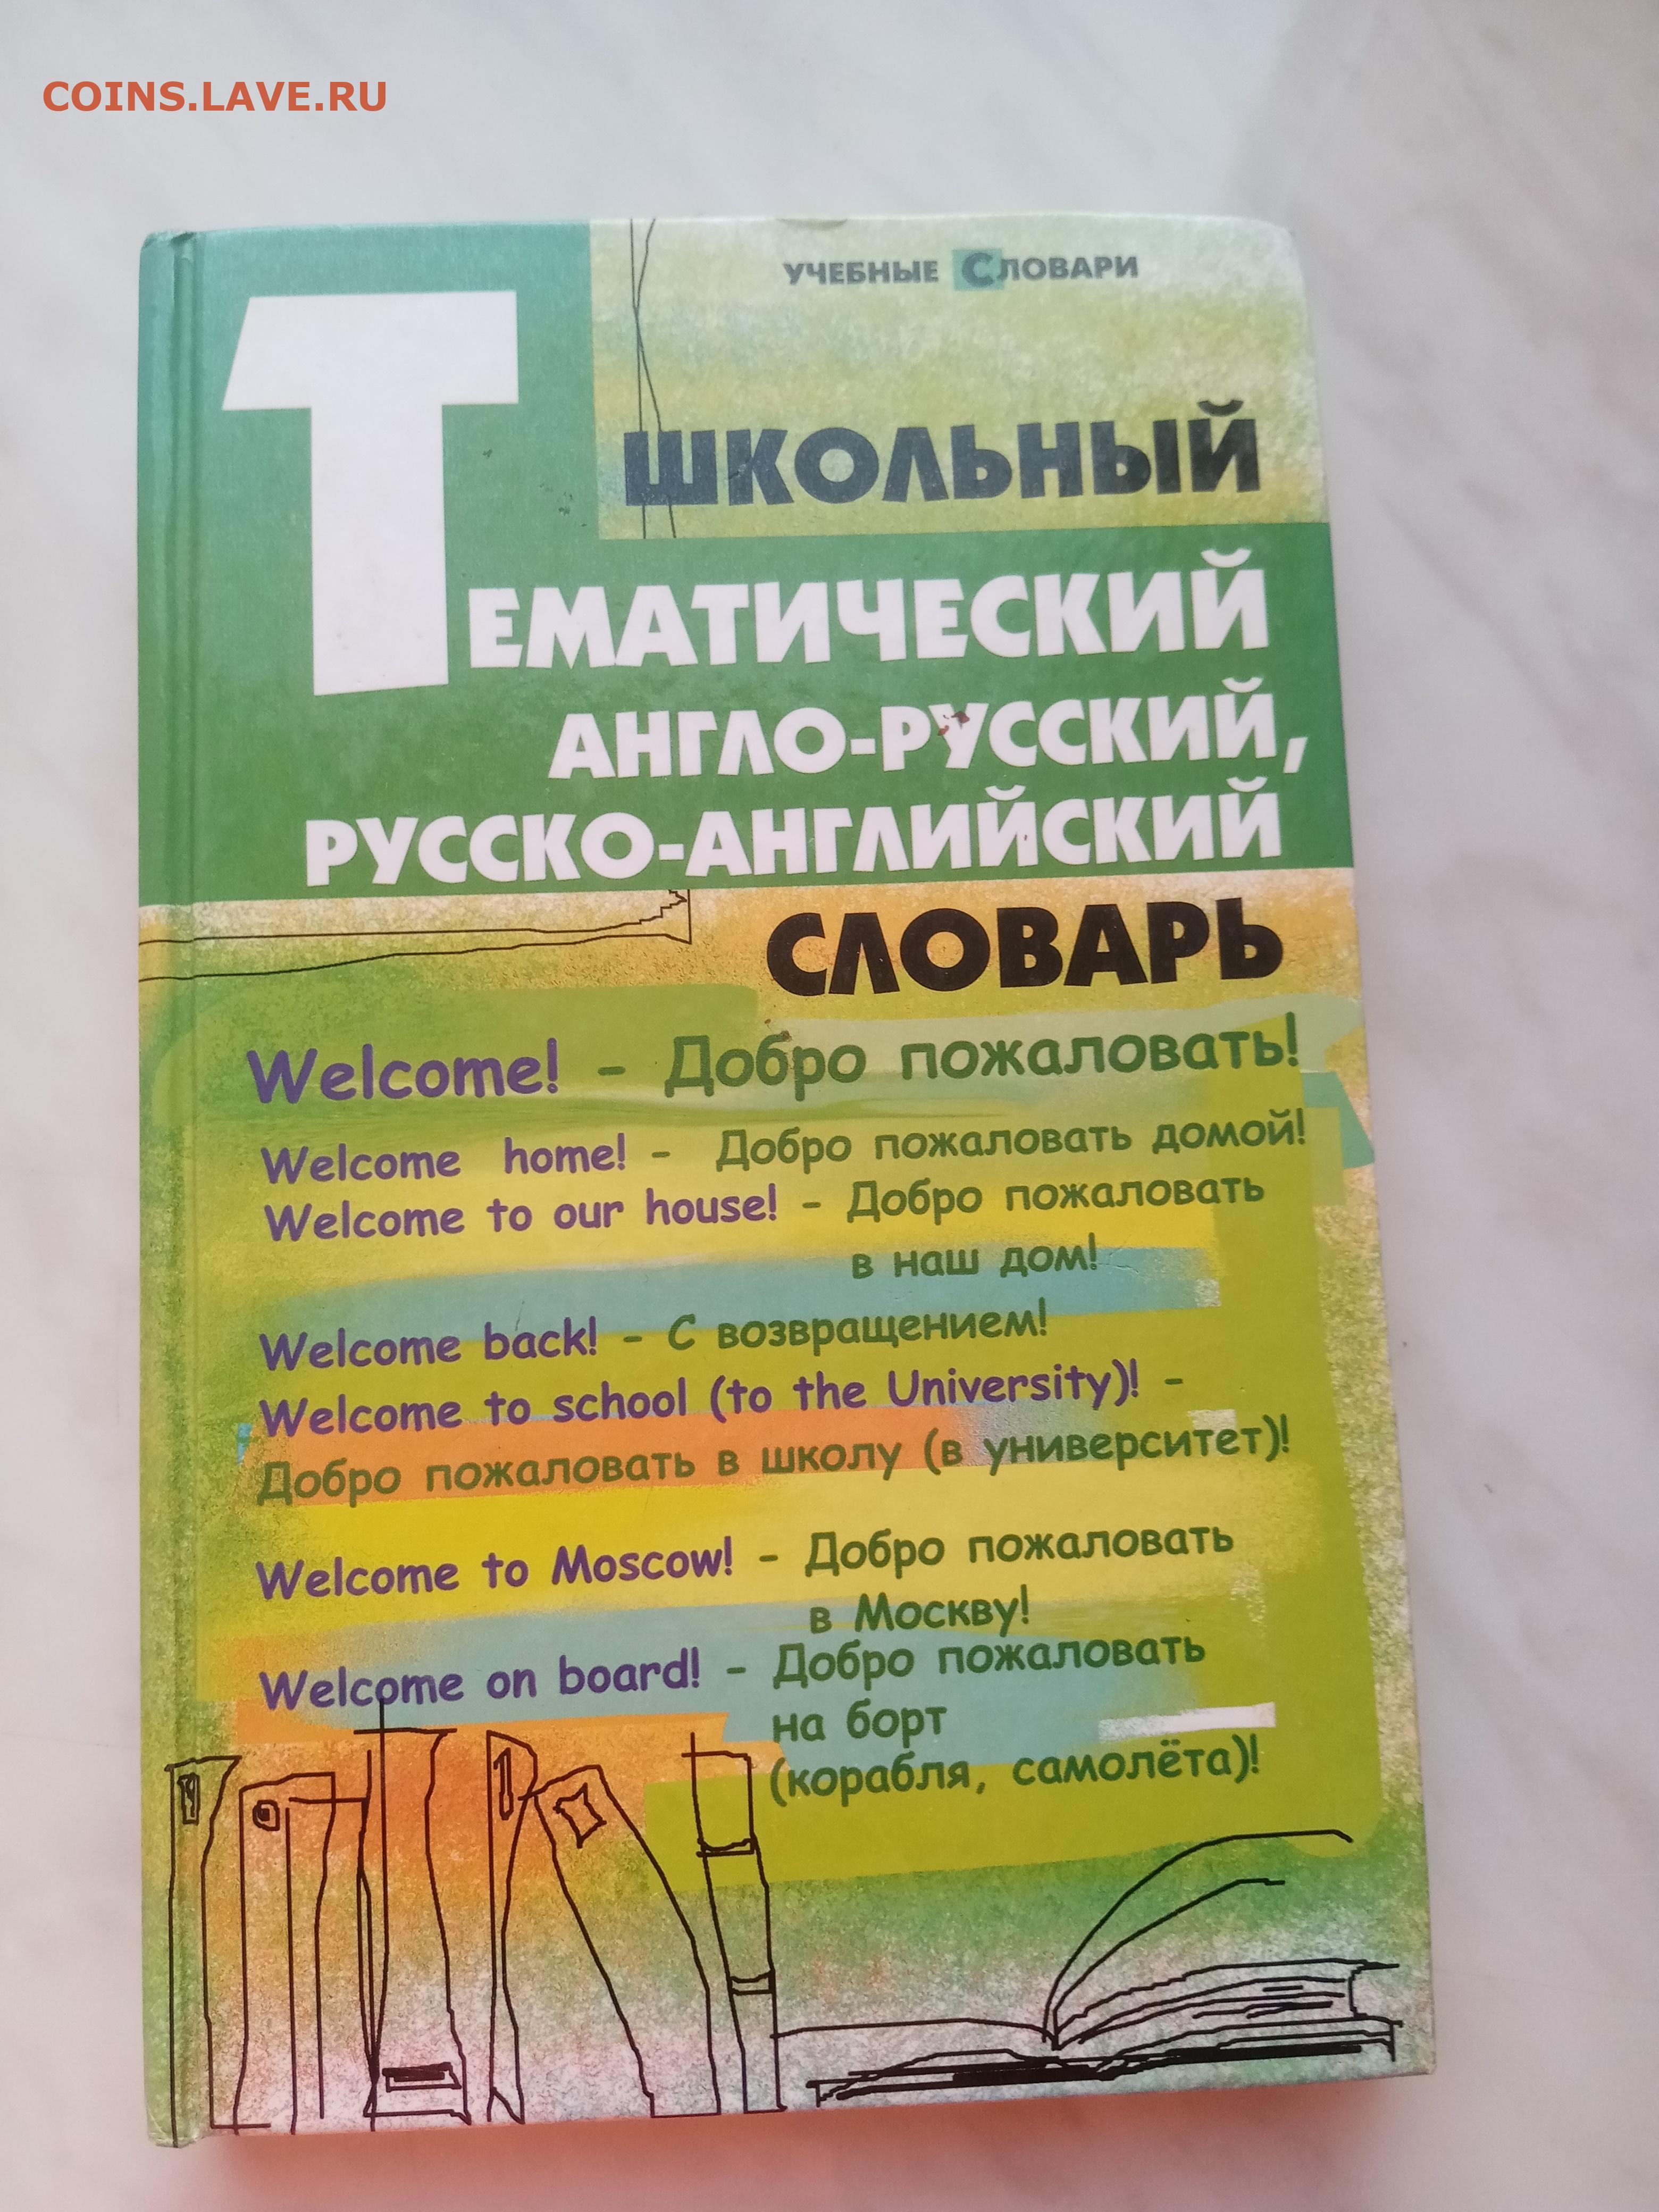 COINS.LAVE.RU
УЧЕБНЫЕ СЛОВАРИ
ШКОЛЬНЫЙ
ТЕМАТИЧЕСКИЙ
АНГЛО-РУССКИЙ,
РУССКО-АНГЛИЙСКИЙ
СЛОВАРЬ
Welcome! - Добро пожаловать!
Welcome home! - Добро пожаловать домой!
Welcome to our house! - Добро пожаловать
в наш дом!
Welcome back! - С возвращением!
Welcome to school (to the University)! -
Добро пожаловать в школу (в университет)!
Welcome to Moscow! - Добро пожаловать
в Москву!
Welcome on board! - Добро пожаловать
на борт
(корабля, самолёта)!